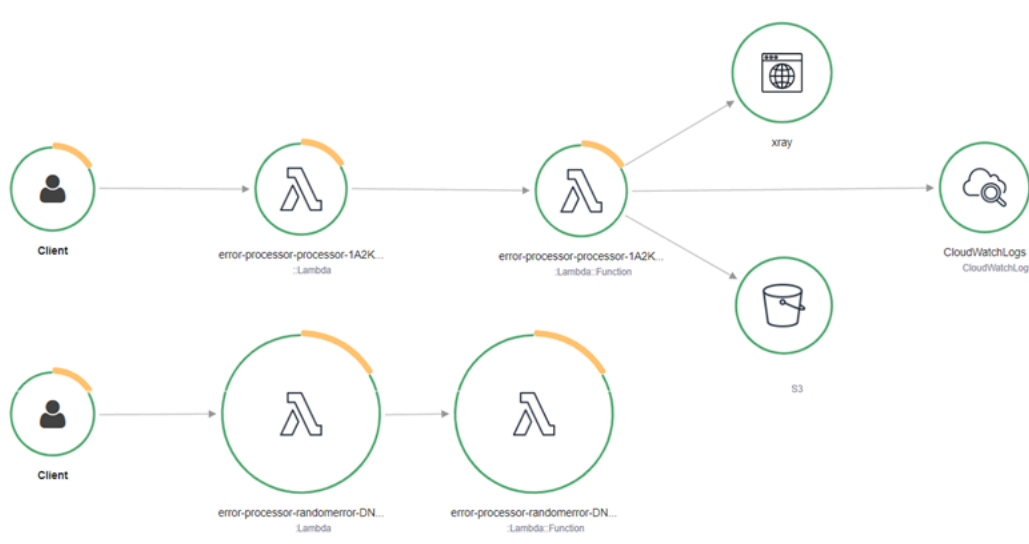 xray
Client
error-processor-processor-1A2K...
::Lambda
error-processor-processor-1A2K...
:Lambda::Function
CloudWatchLogs
CloudWatchLog
S3
Client
error-processor-randomerror-DN...
:Lambda
error-processor-randomerror-DN...
:Lambda::Function